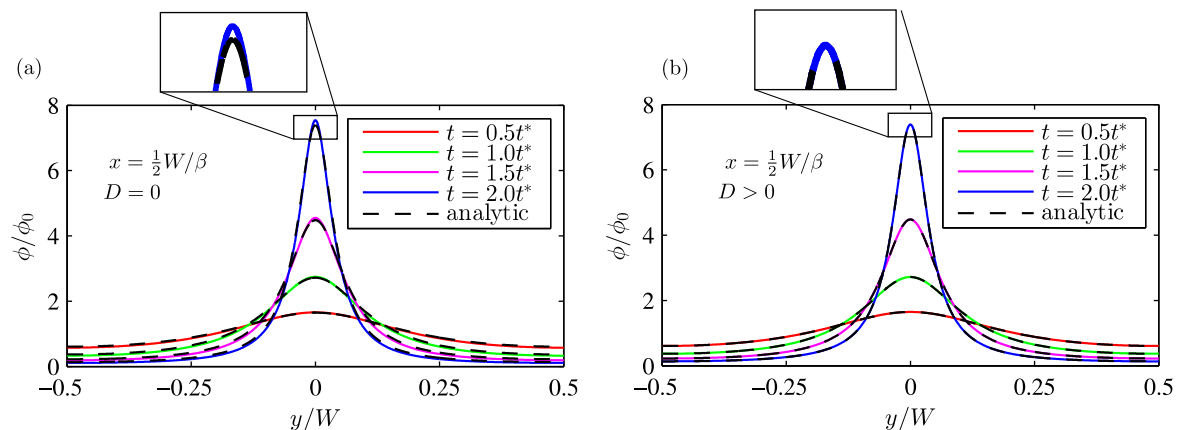 (a)
8
6
4
2
0
ϕ/ϕ₀
x = ½W/β
D = 0
t = 0.5t*
t = 1.0t*
t = 1.5t*
t = 2.0t*
analytic
−0.5
−0.25
0
0.25
0.5
y/W
(b)
8
6
4
2
0
ϕ/ϕ₀
x = ½W/β
D > 0
t = 0.5t*
t = 1.0t*
t = 1.5t*
t = 2.0t*
analytic
−0.5
−0.25
0
0.25
0.5
y/W